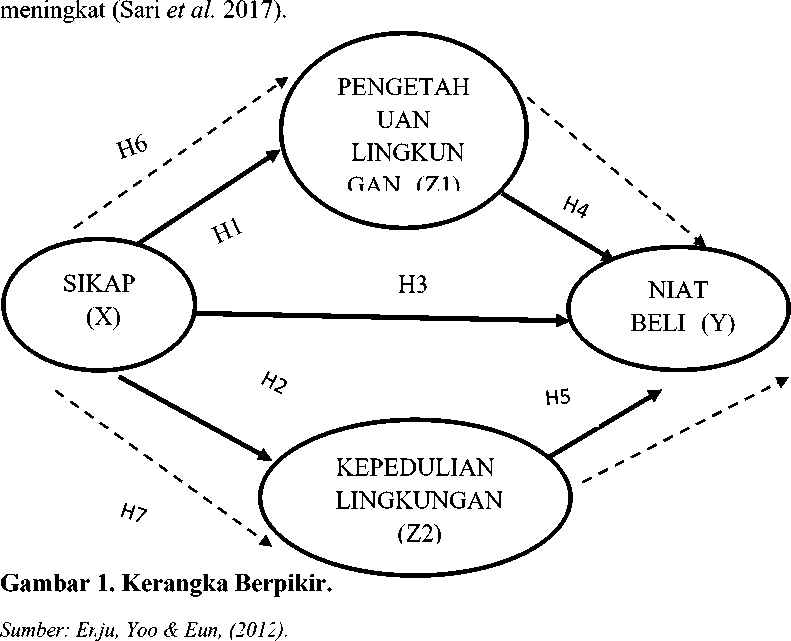 meningkat (Sari et al. 2017).
PENGETAH
UAN
LINGKUN
GAN (Z1)
H6
H1
H4
SIKAP
(X)
H3
NIAT
BELI (Y)
H2
H5
KEPEDULIAN
LINGKUNGAN
(Z2)
H7
Gambar 1. Kerangka Berpikir.
Sumber: Enju, Yoo & Eun, (2012).